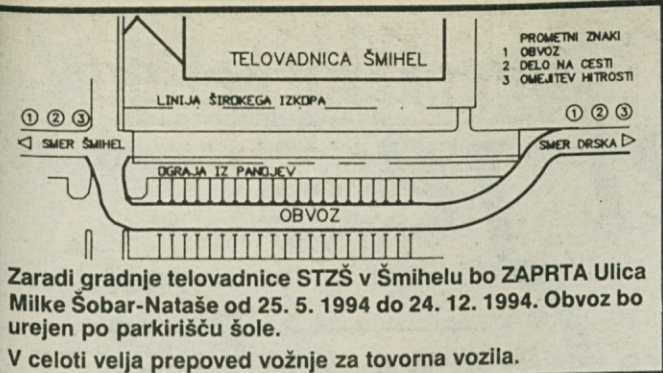 PROMETNI ZNAKI
1 OBVOZ
2 DELO NA CESTI
3 OMEJITEV HITROSTI
TELOVADNICA ŠMIHEL
LINIJA ŠIROKEGA IZKOPA
1 2 3
1 2 3
SMER ŠMIHEL
SMER DRSKA
OGRAJA IZ PANOJEV
OBVOZ
Zaradi gradnje telovadnice STZŠ v Šmihelu bo ZAPRTA Ulica
Milke Šobar-Nataše od 25. 5. 1994 do 24. 12. 1994. Obvoz bo
urejen po parkirišču šole.
V celoti velja prepoved vožnje za tovorna vozila.